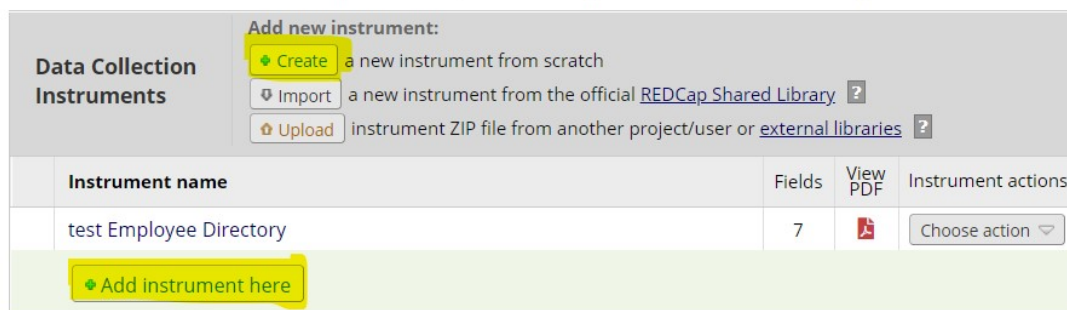 Add new instrument:
Data Collection Instruments
Create a new instrument from scratch
Import a new instrument from the official REDCap Shared Library ?
Upload instrument ZIP file from another project/user or external libraries ?
Instrument name Fields View PDF Instrument actions
test Employee Directory 7 Choose action
Add instrument here